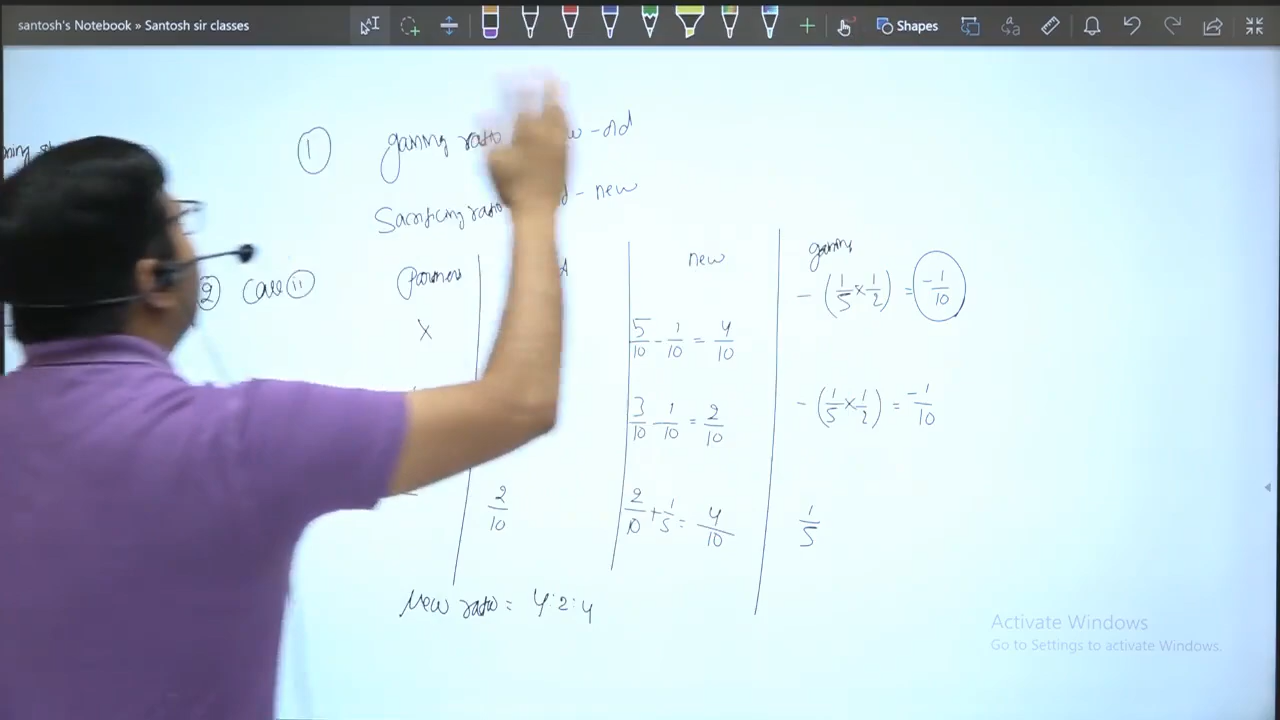 santosh's Notebook » Santosh sir classes
Shapes
① gaining ratio - old
Sacrificing ratio - new
② Case ⑪ Partners new gaining
- (1/5 × 1/2) = -1/10
X 5/10 - 1/10 = 4/10
3/10 - 1/10 = 2/10 - (1/5 × 1/2) = -1/10
2/10 2/10 + 1/5 = 4/10 1/5
New ratio = 4:2:4
Activate Windows
Go to Settings to activate Windows.